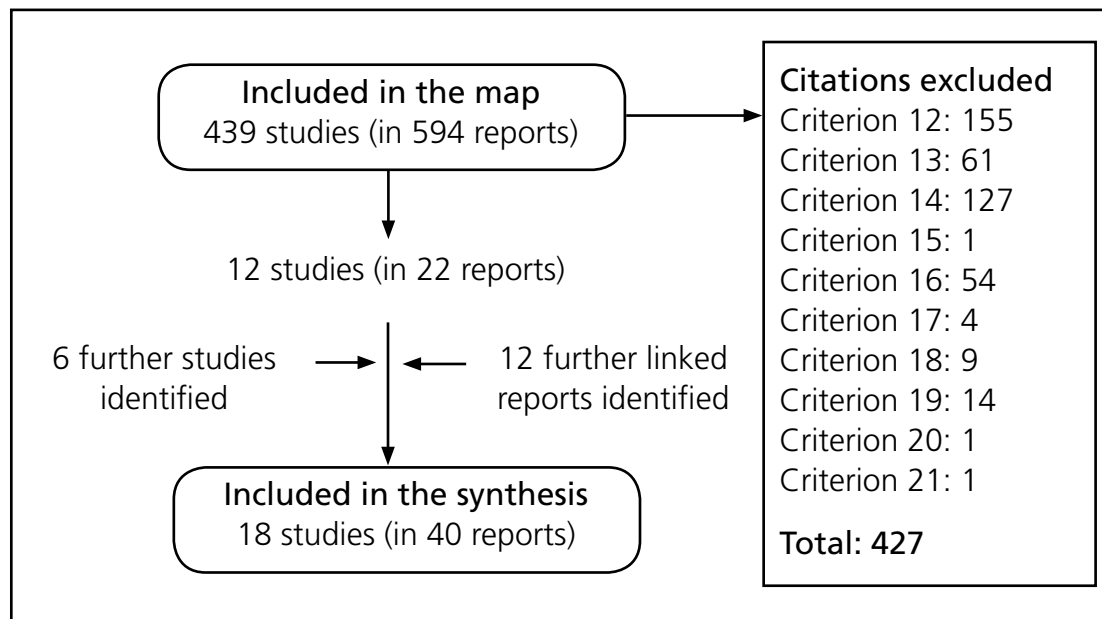 Included in the map
439 studies (in 594 reports)
12 studies (in 22 reports)
6 further studies
identified
12 further linked
reports identified
Included in the synthesis
18 studies (in 40 reports)
Citations excluded
Criterion 12: 155
Criterion 13: 61
Criterion 14: 127
Criterion 15: 1
Criterion 16: 54
Criterion 17: 4
Criterion 18: 9
Criterion 19: 14
Criterion 20: 1
Criterion 21: 1
Total: 427